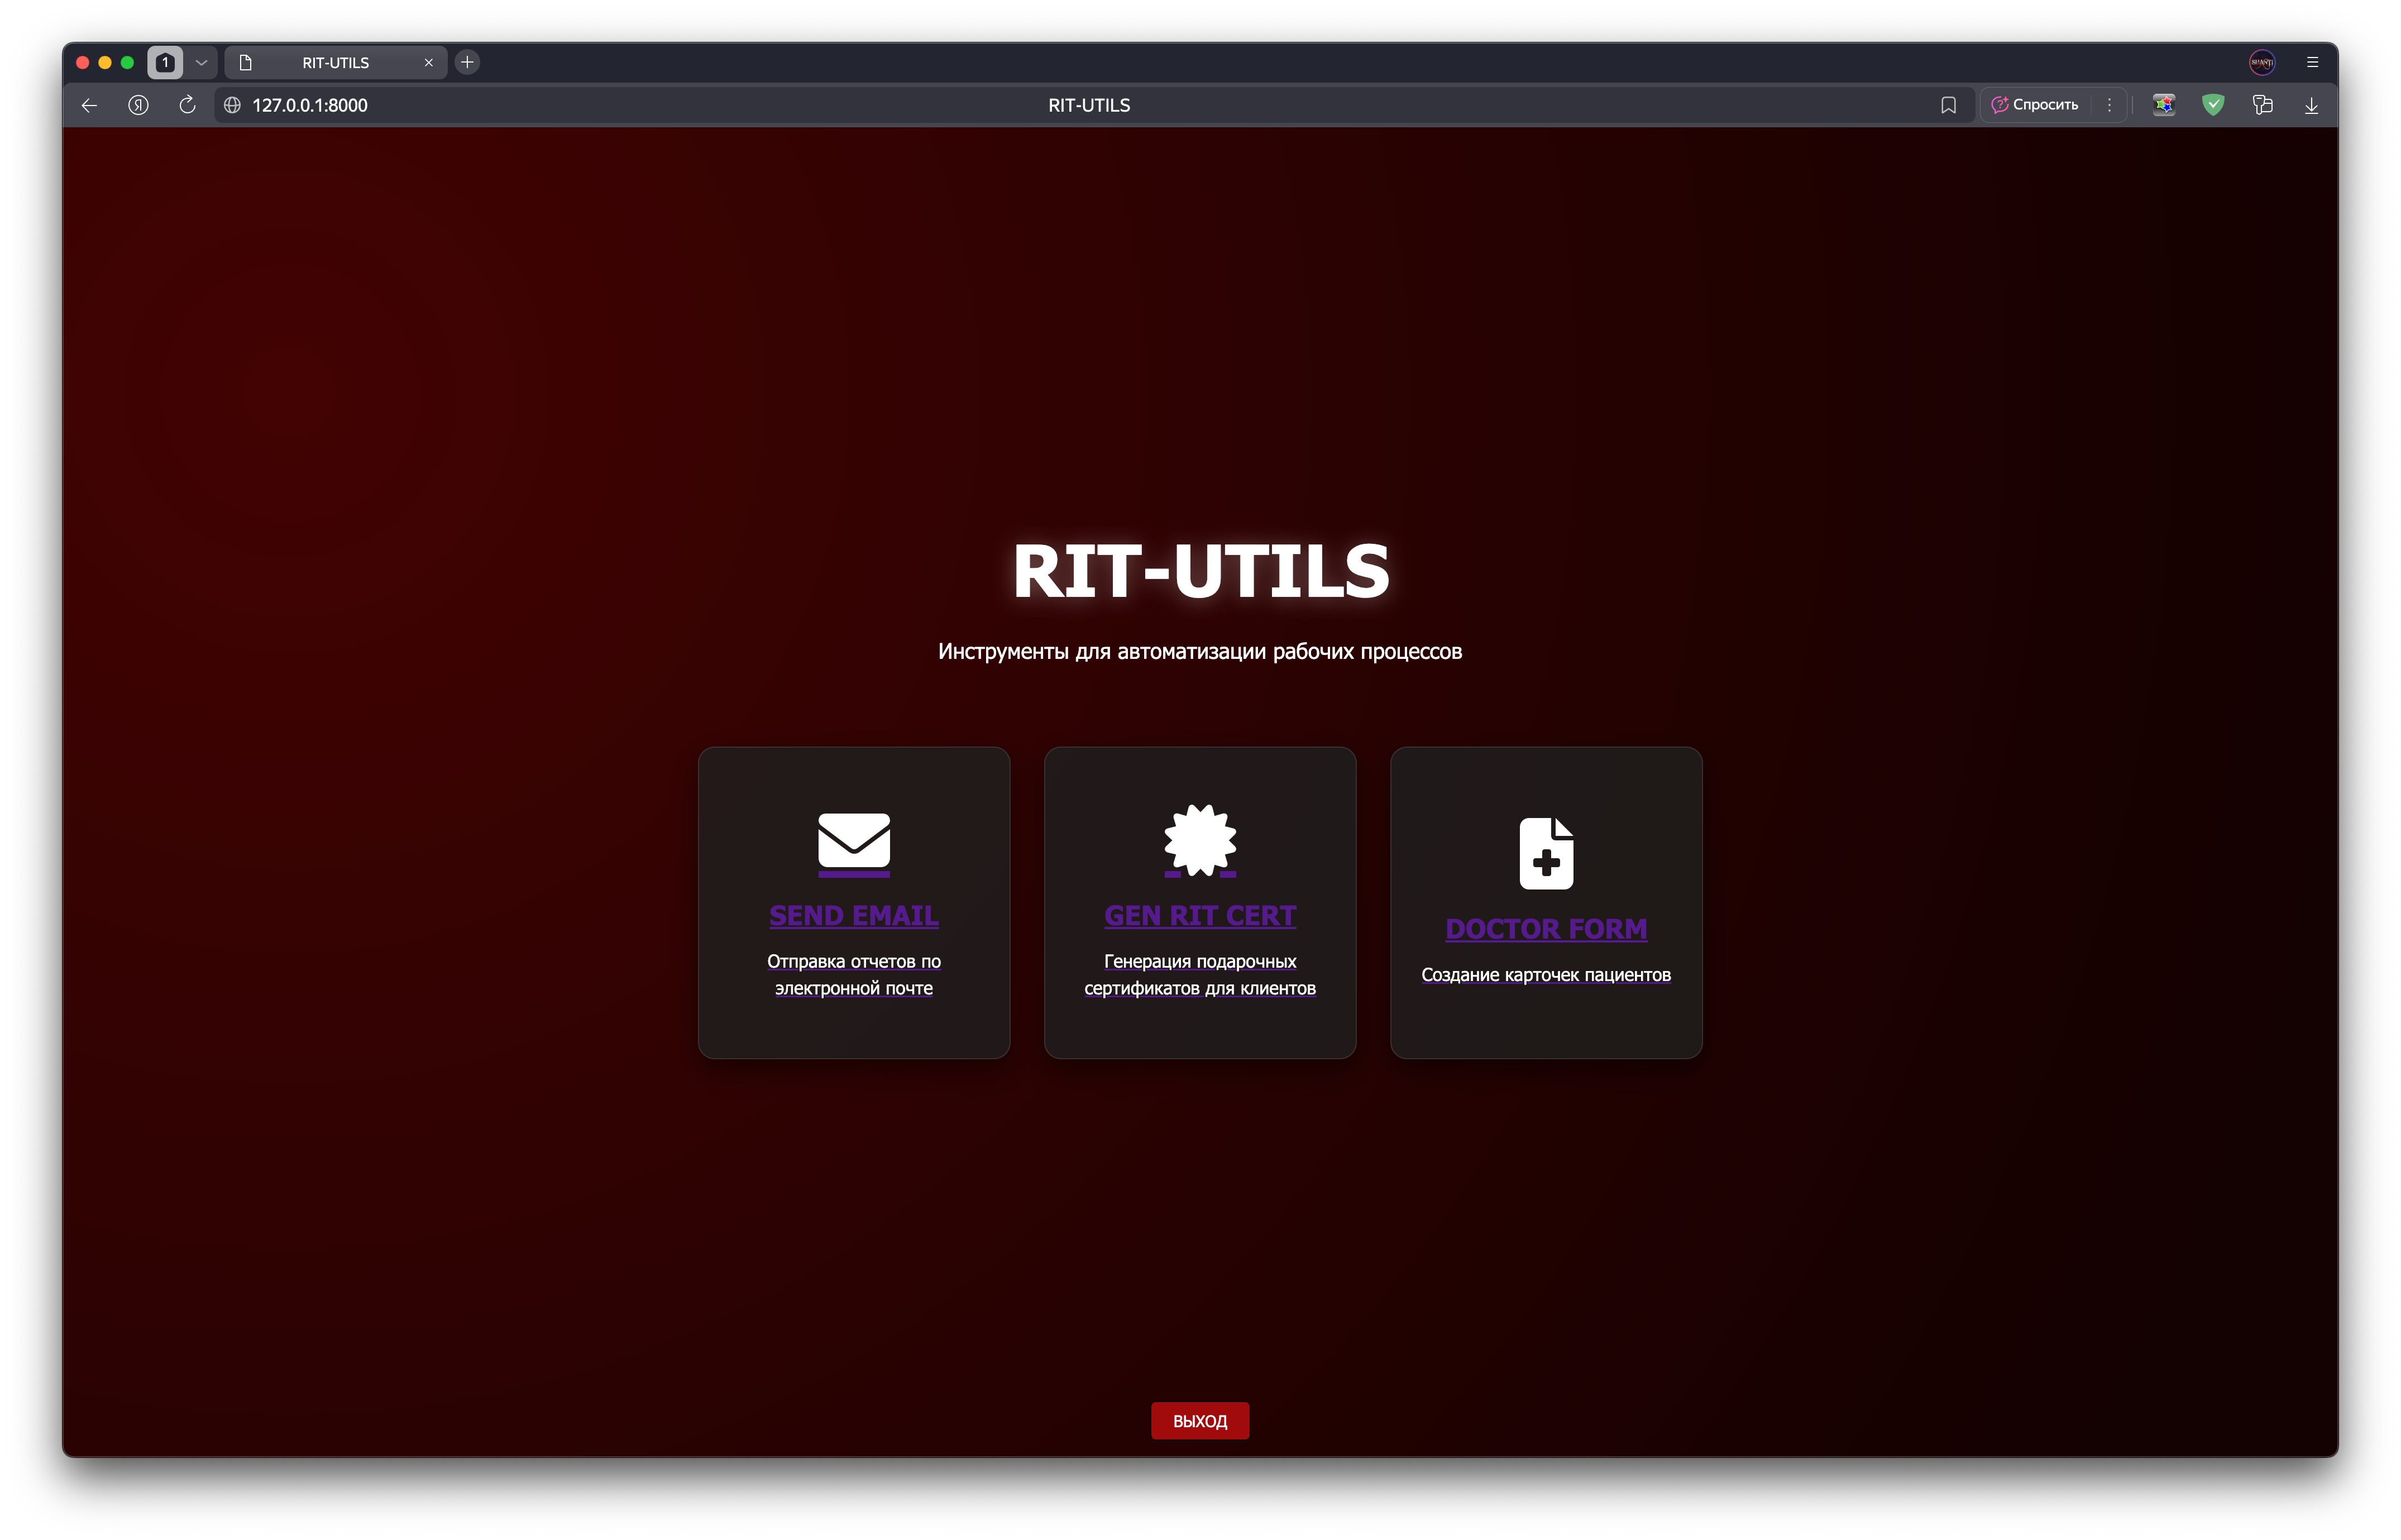 1
RIT-UTILS
127.0.0.1:8000
RIT-UTILS
Спросить
RIT-UTILS
Инструменты для автоматизации рабочих процессов
SEND EMAIL
Отправка отчетов по
электронной почте
GEN RIT CERT
Генерация подарочных
сертификатов для клиентов
DOCTOR FORM
Создание карточек пациентов
ВЫХОД